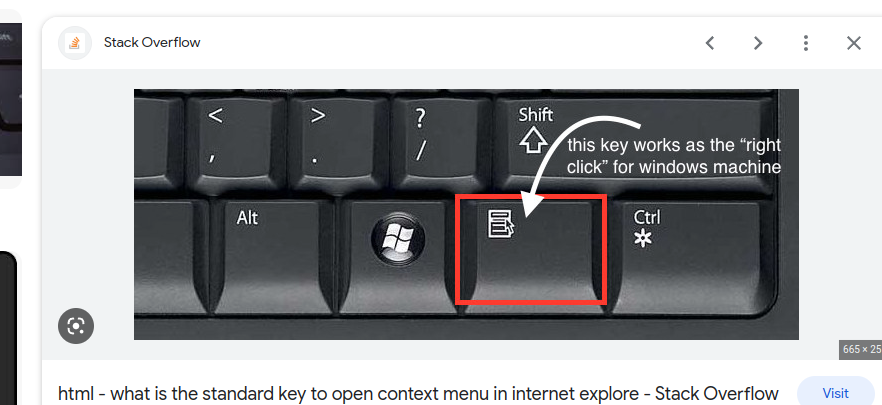 Stack Overflow
< > ? Shift
, . /
this key works as the “right
click” for windows machine
Alt Ctrl
665 × 25
html - what is the standard key to open context menu in internet explore - Stack Overflow
Visit